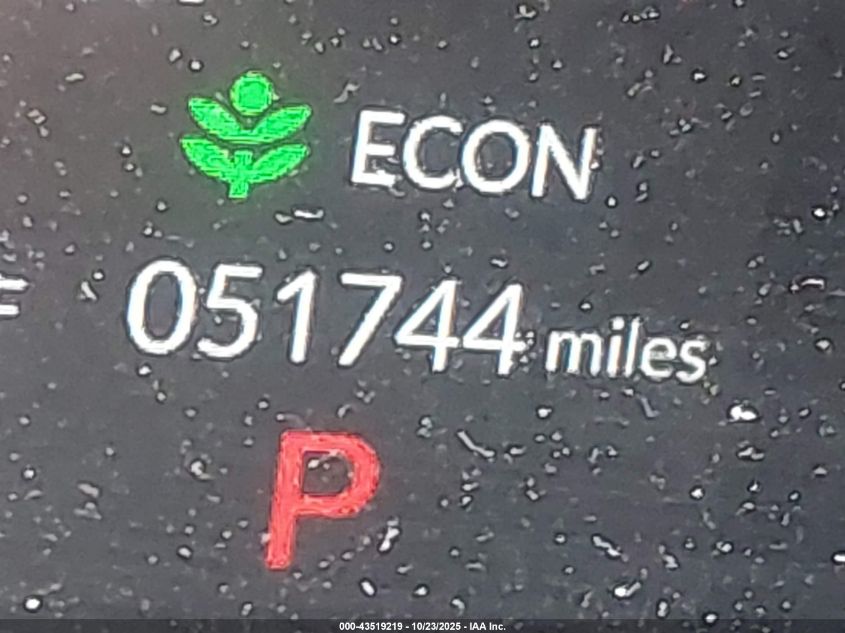 ECON
051744 miles
P
000-43519219 - 10/23/2025 - IAA Inc.